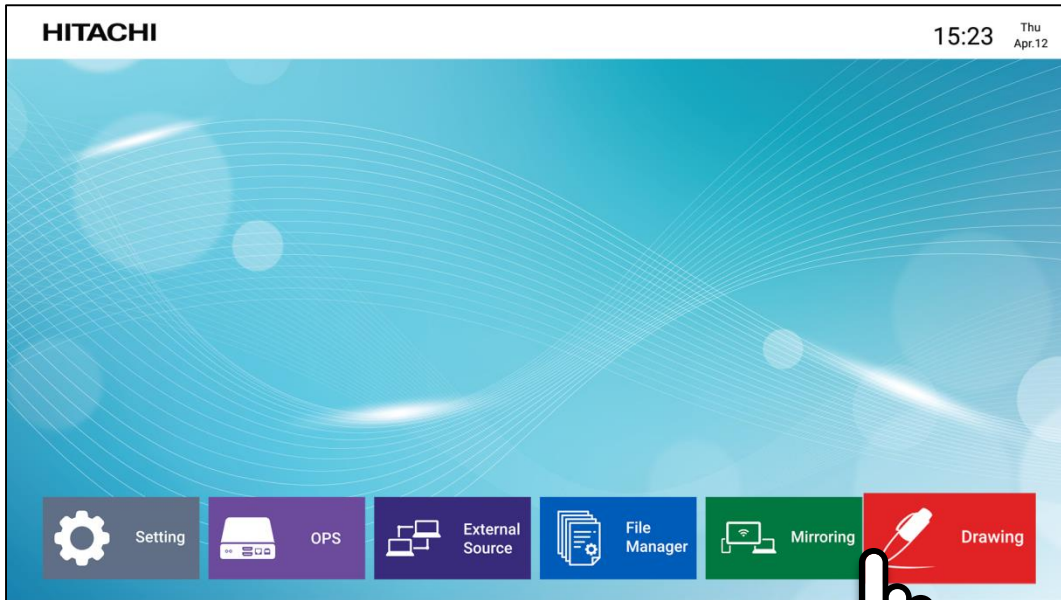 HITACHI
15:23
Thu
Apr.12
Setting
OPS
External
Source
File
Manager
Mirroring
Drawing